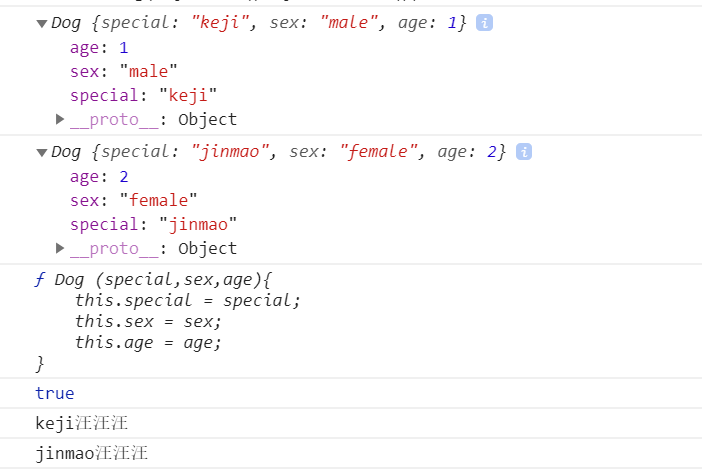 ▼Dog {special: "keji", sex: "male", age: 1} i
age: 1
sex: "male"
special: "keji"
▶__proto__: Object
▼Dog {special: "jinmao", sex: "female", age: 2} i
age: 2
sex: "female"
special: "jinmao"
▶__proto__: Object
ƒ Dog (special,sex,age){
this.special = special;
this.sex = sex;
this.age = age;
}
true
keji汪汪汪
jinmao汪汪汪